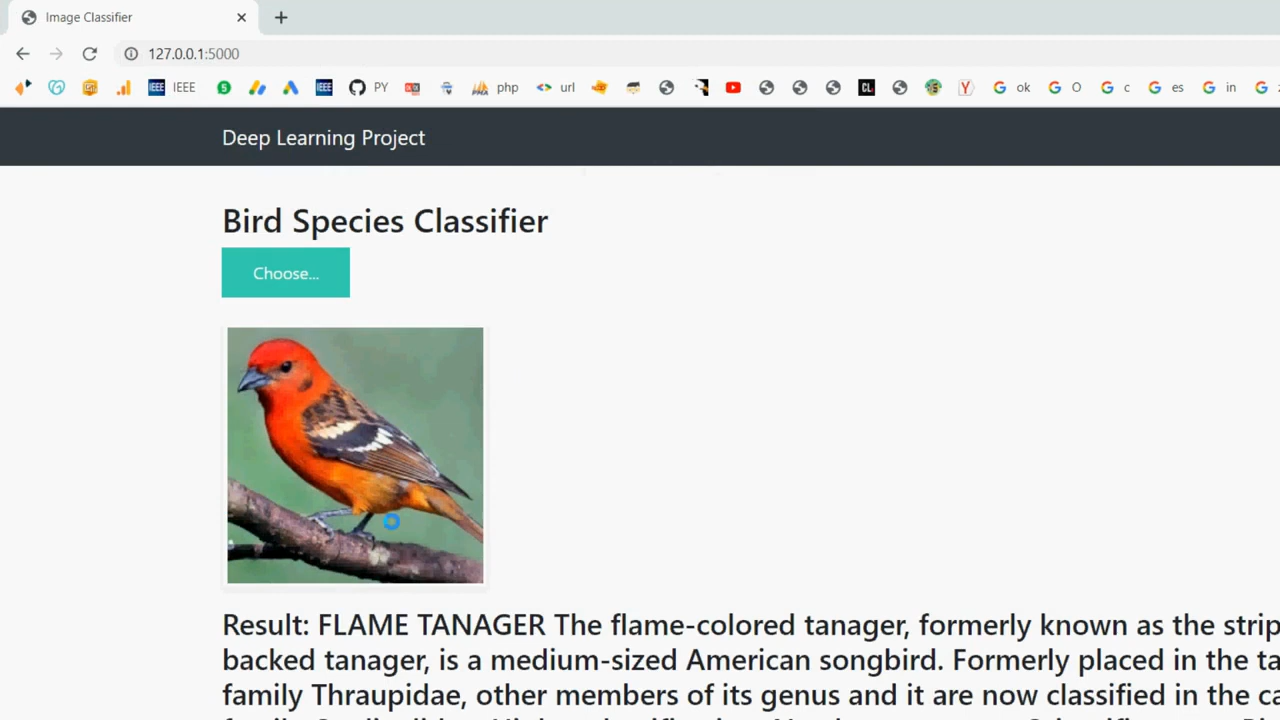 Image Classifier
127.0.0.1:5000
IEEE PY php url ok O c es in
Deep Learning Project
Bird Species Classifier
Choose...
Result: FLAME TANAGER The flame-colored tanager, formerly known as the
backed tanager, is a medium-sized American songbird. Formerly placed in the
family Thraupidae, other members of its genus and it are now classified in the